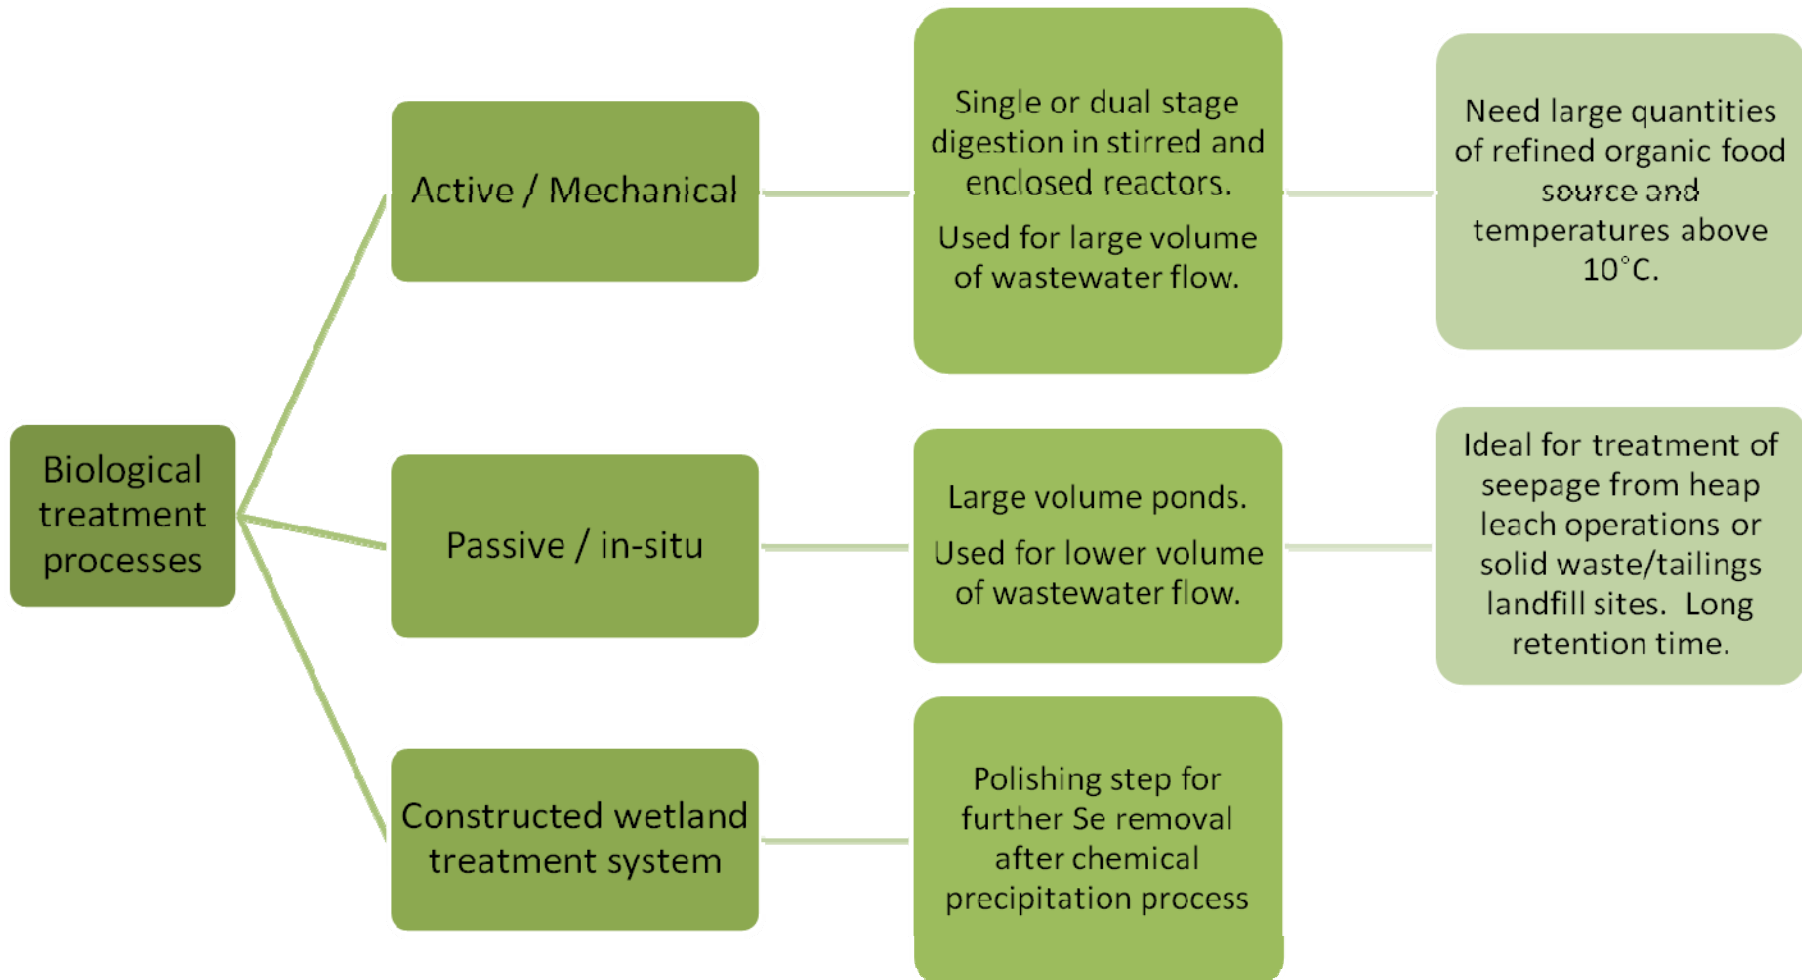 Biological
treatment
processes
Active / Mechanical
Single or dual stage
digestion in stirred and
enclosed reactors.
Used for large volume
of wastewater flow.
Need large quantities
of refined organic food
source and
temperatures above
10°C.
Passive / in-situ
Large volume ponds.
Used for lower volume
of wastewater flow.
Ideal for treatment of
seepage from heap
leach operations or
solid waste/tailings
landfill sites.  Long
retention time.
Constructed wetland
treatment system
Polishing step for
further Se removal
after chemical
precipitation process